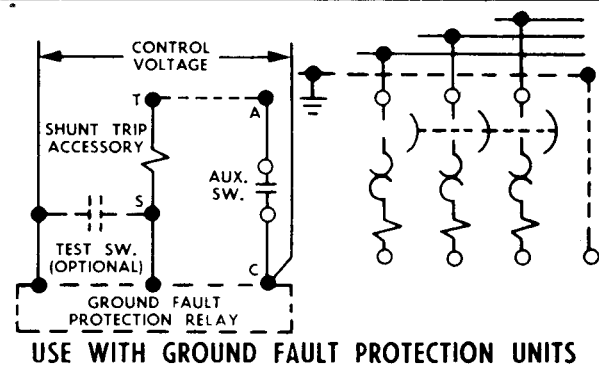 CONTROL
VOLTAGE
T
A
SHUNT TRIP
ACCESSORY
AUX.
SW.
S
TEST SW.
(OPTIONAL)
C
GROUND FAULT
PROTECTION RELAY
USE WITH GROUND FAULT PROTECTION UNITS